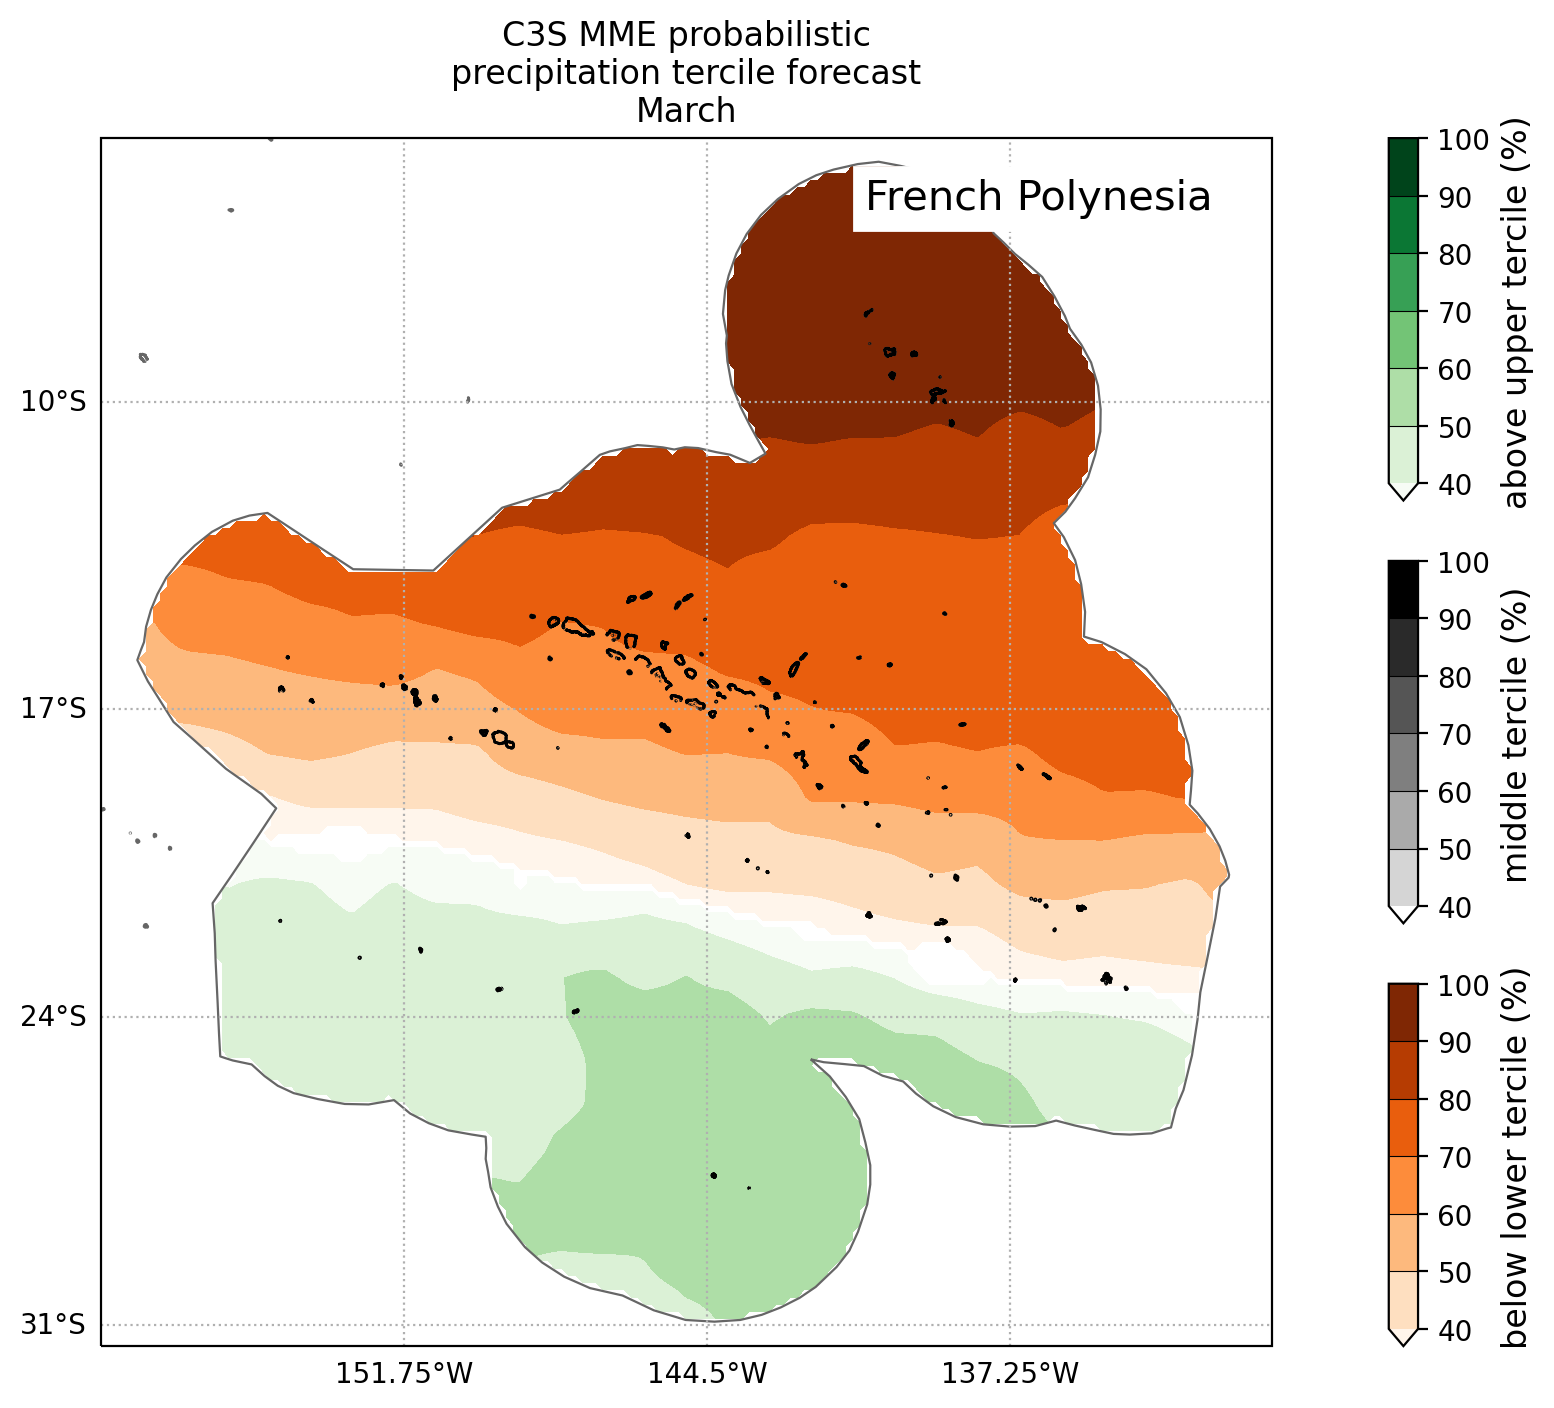 C3S MME probabilistic
precipitation tercile forecast
March
French Polynesia
10°S
17°S
24°S
31°S
151.75°W
144.5°W
137.25°W
100
90
80
70
60
50
40
above upper tercile (%)
100
90
80
70
60
50
40
middle tercile (%)
100
90
80
70
60
50
40
below lower tercile (%)